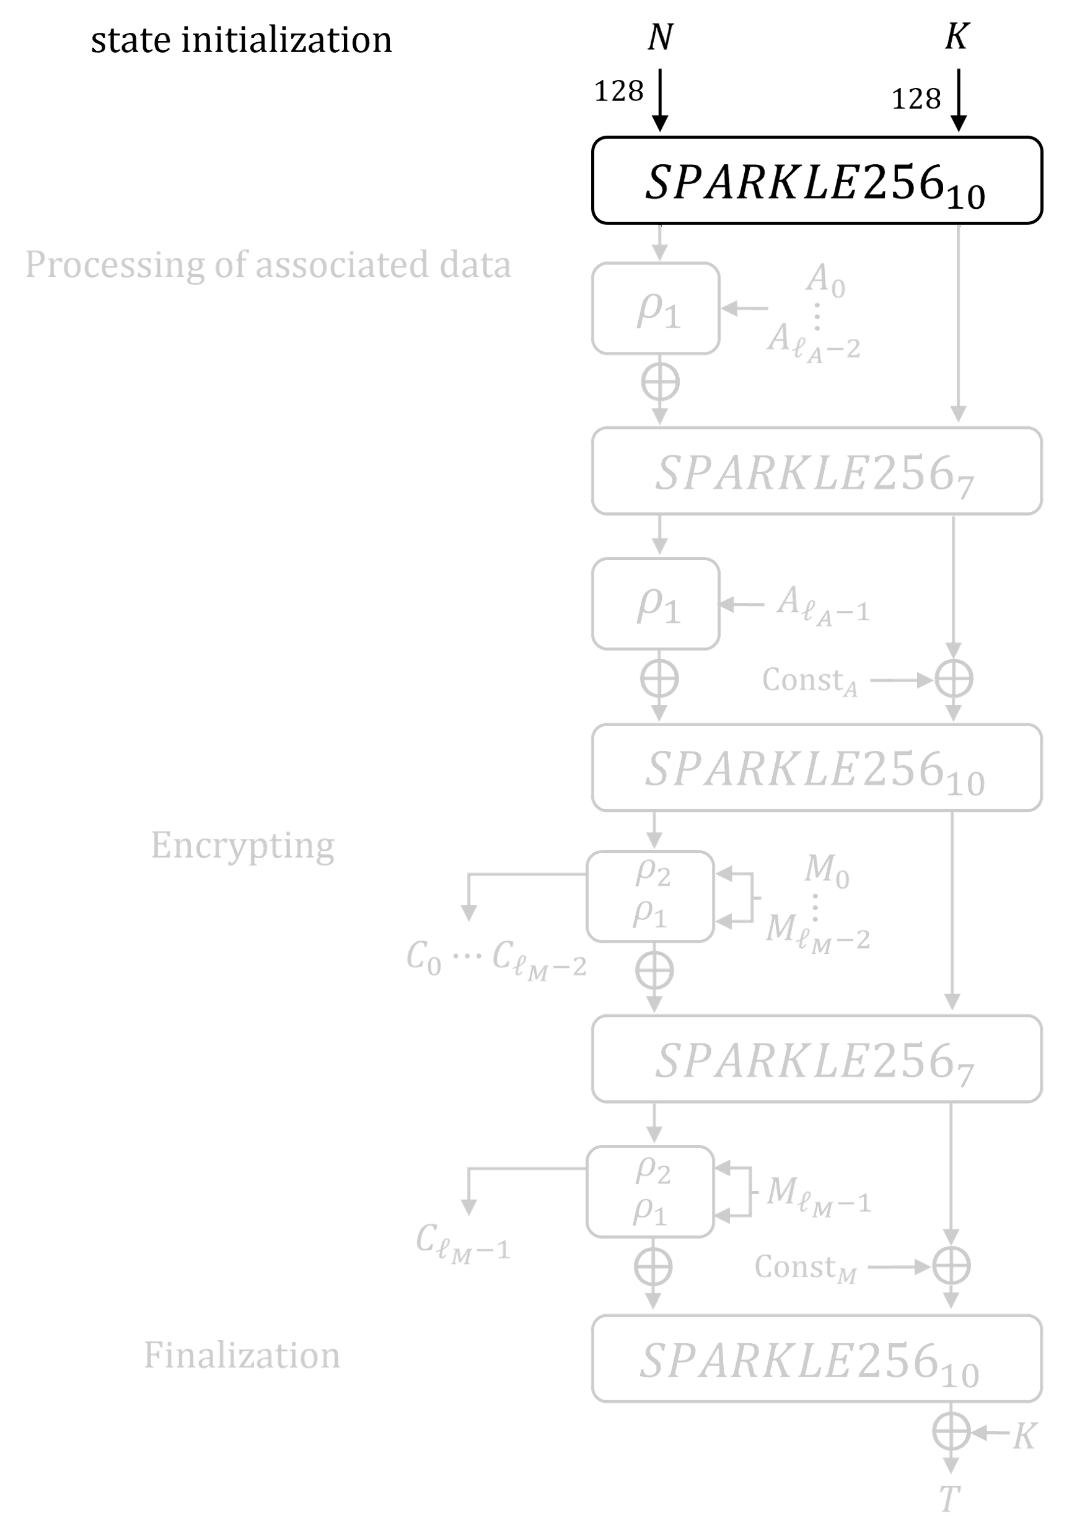 state initialization N K
128 128
SPARKLE256₁₀
Processing of associated data
ρ₁ A₀
⋮
A_{ℓ_A−2}
SPARKLE256₇
ρ₁ A_{ℓ_A−1}
Const_A
SPARKLE256₁₀
Encrypting
ρ₂ M₀
ρ₁ ⋮
M_{ℓ_M−2}
C₀ ⋯ C_{ℓ_M−2}
SPARKLE256₇
ρ₂
ρ₁ M_{ℓ_M−1}
C_{ℓ_M−1}
Const_M
Finalization
SPARKLE256₁₀
K
T